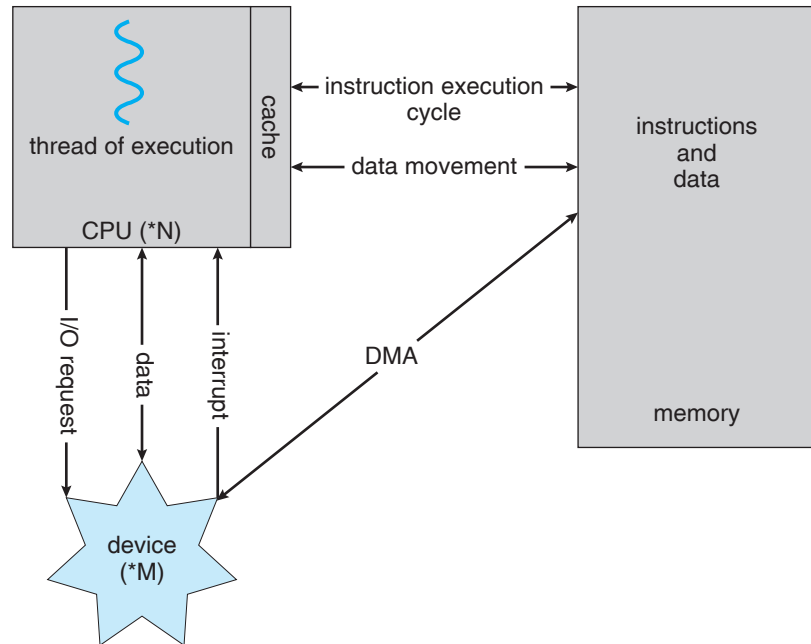 thread of execution
cache
CPU (*N)
instruction execution
cycle
data movement
instructions
and
data
I/O request
data
interrupt
DMA
memory
device
(*M)